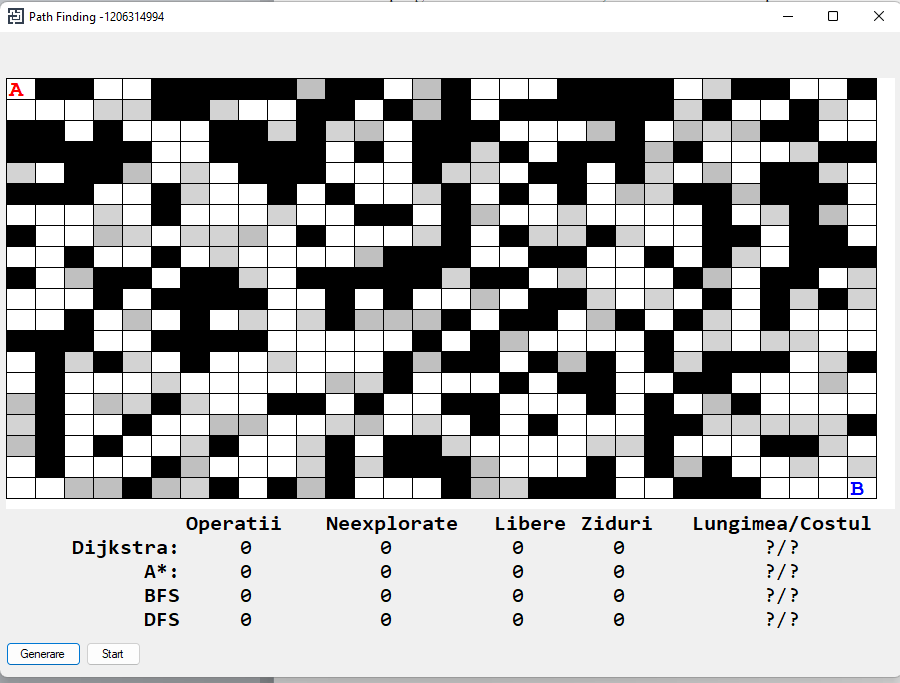 Path Finding -1206314994
A
B
Operatii Neexplorate Libere Ziduri Lungimea/Costul
Dijkstra: 0 0 0 0 ?/?
A*: 0 0 0 0 ?/?
BFS 0 0 0 0 ?/?
DFS 0 0 0 0 ?/?
Generare Start